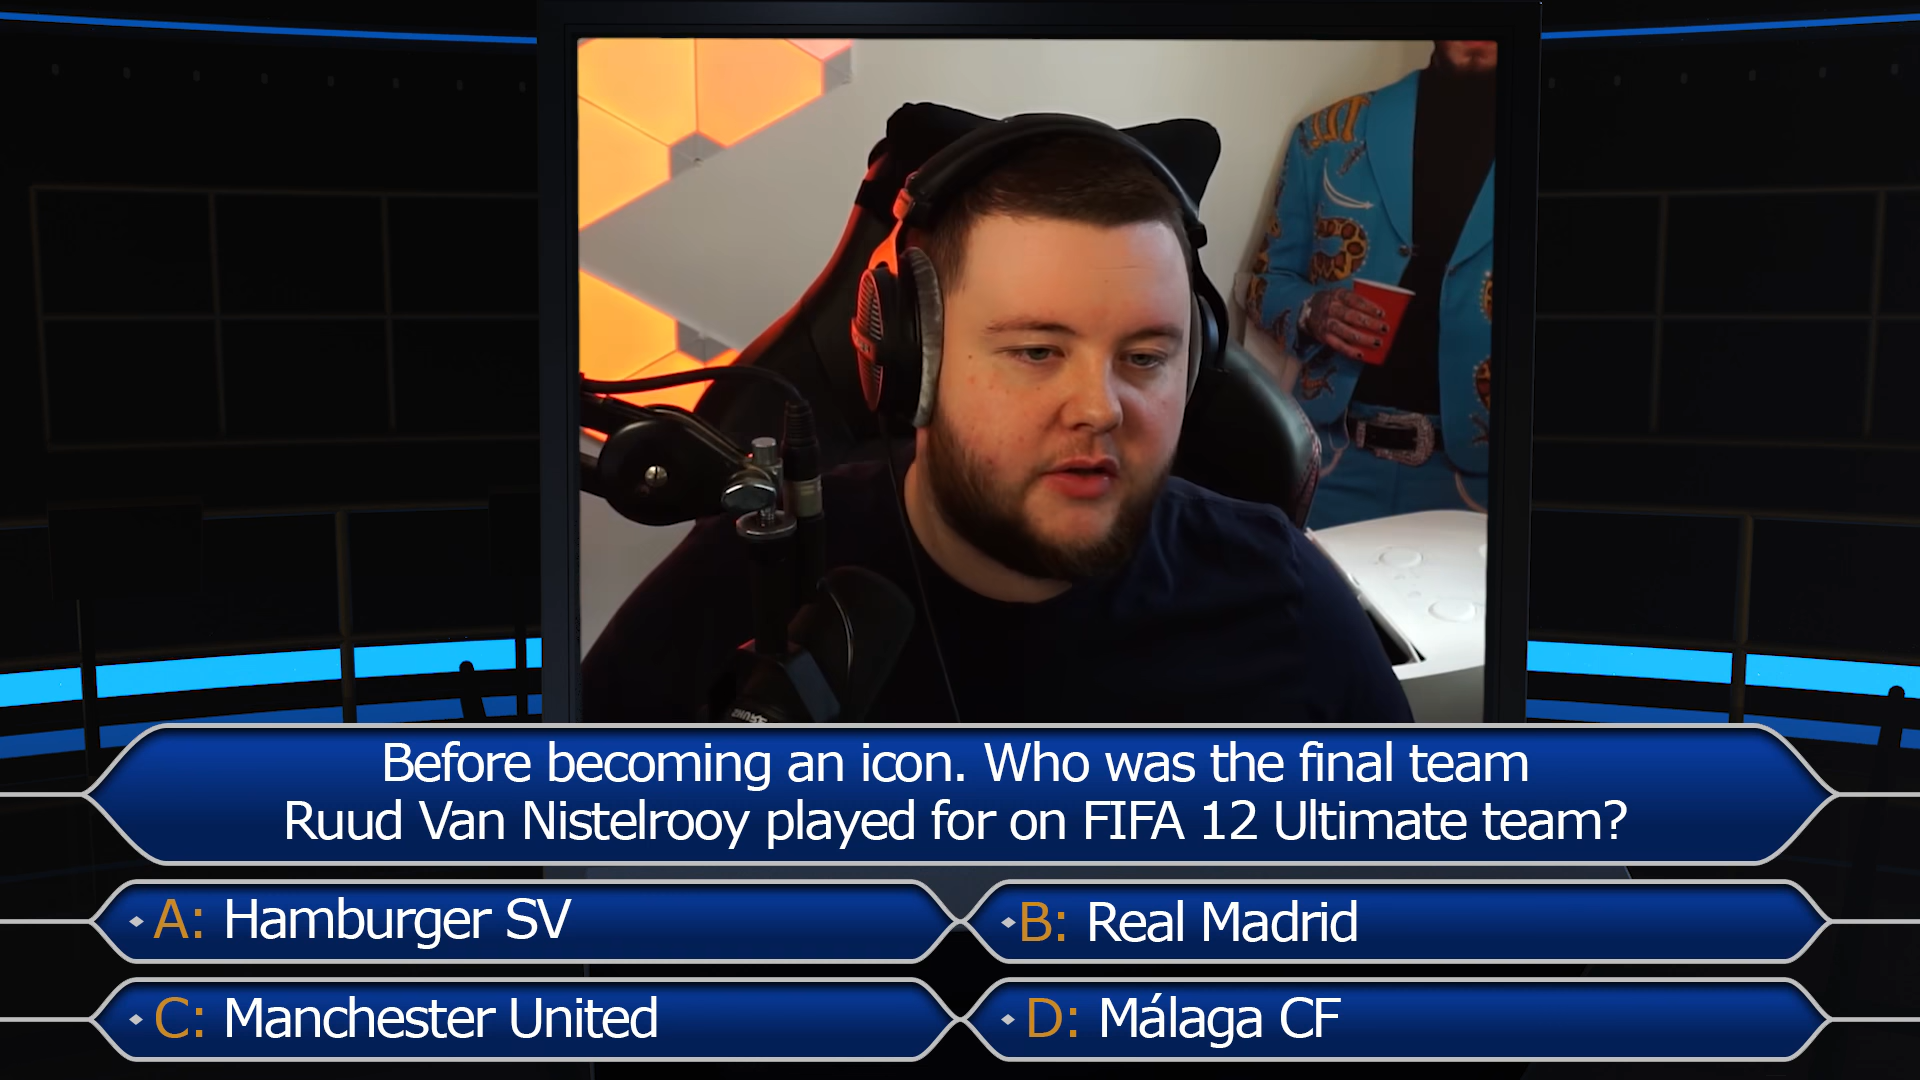 Before becoming an icon. Who was the final team
Ruud Van Nistelrooy played for on FIFA 12 Ultimate team?
A: Hamburger SV
B: Real Madrid
C: Manchester United
D: Málaga CF